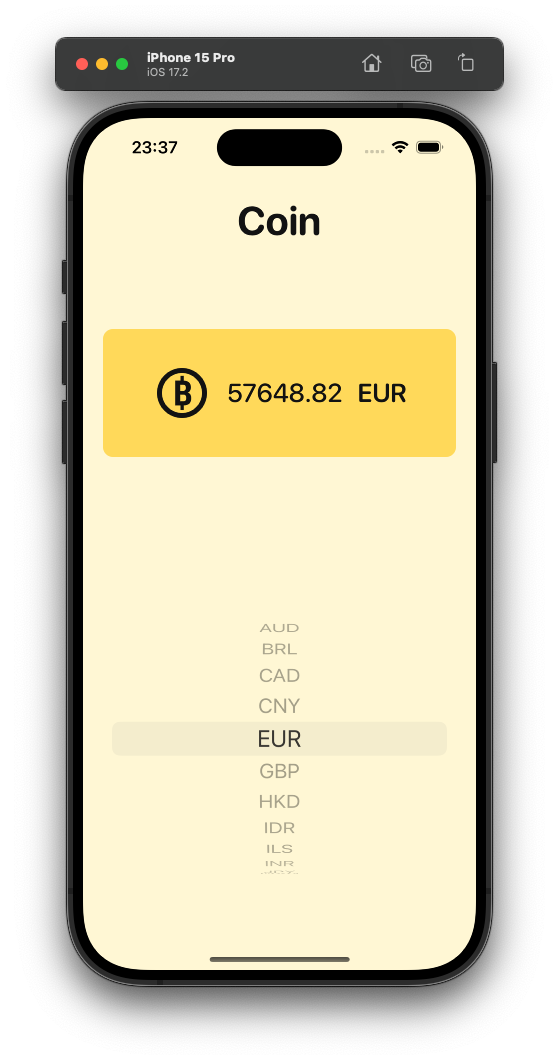 iPhone 15 Pro
iOS 17.2
23:37
Coin
57648.82 EUR
AUD
BRL
CAD
CNY
EUR
GBP
HKD
IDR
ILS
INR